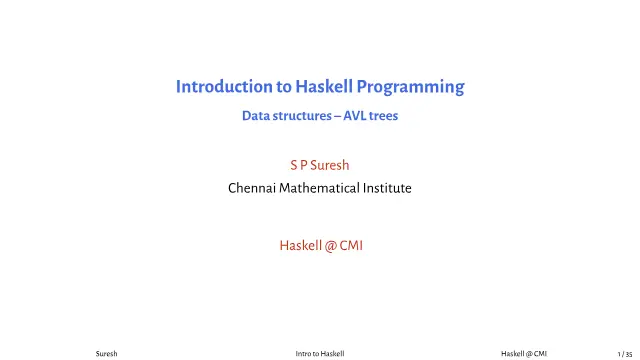 Introduction to Haskell Programming
Data structures – AVL trees
S P Suresh
Chennai Mathematical Institute
Haskell @ CMI
Suresh Intro to Haskell Haskell @ CMI 1 / 35